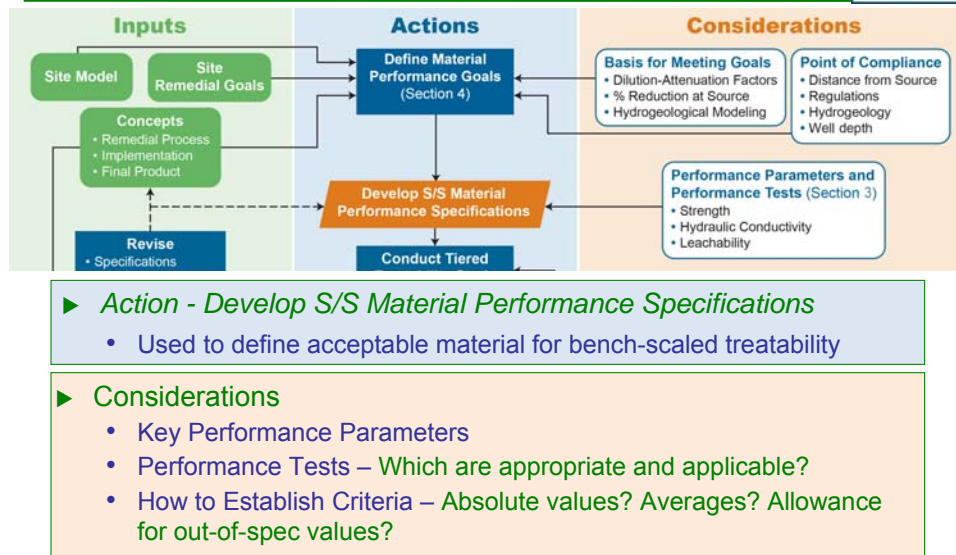 Inputs
Actions
Considerations
Site Model
Site
Remedial Goals
Concepts
• Remedial Process
• Implementation
• Final Product
Revise
• Specifications
Define Material
Performance Goals
(Section 4)
Develop S/S Material
Performance Specifications
Conduct Tiered
Basis for Meeting Goals
• Dilution-Attenuation Factors
• % Reduction at Source
• Hydrogeological Modeling
Point of Compliance
• Distance from Source
• Regulations
• Hydrogeology
• Well depth
Performance Parameters and
Performance Tests (Section 3)
• Strength
• Hydraulic Conductivity
• Leachability
▶ Action - Develop S/S Material Performance Specifications
• Used to define acceptable material for bench-scaled treatability
▶ Considerations
• Key Performance Parameters
• Performance Tests – Which are appropriate and applicable?
• How to Establish Criteria – Absolute values? Averages? Allowance
for out-of-spec values?